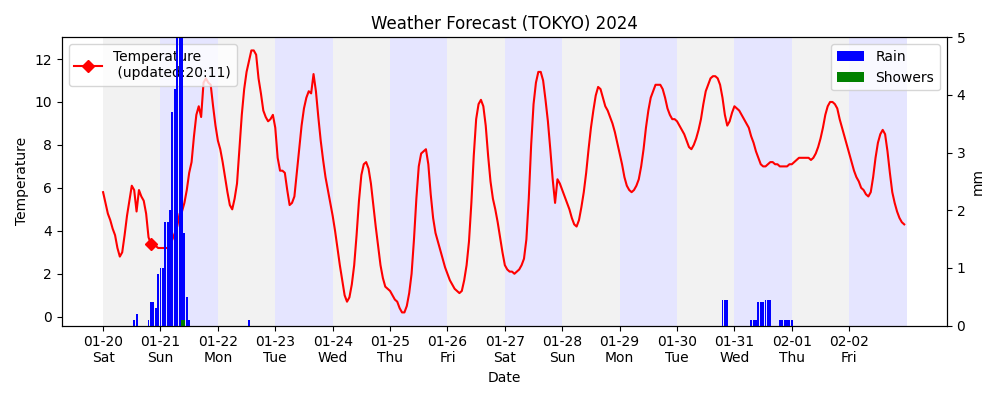 Weather Forecast (TOKYO) 2024
Temperature
(updated:20:11)
Rain
Showers
Temperature
12
10
8
6
4
2
0
5
4
3
2
1
0
mm
01-20 01-21 01-22 01-23 01-24 01-25 01-26 01-27 01-28 01-29 01-30 01-31 02-01 02-02
Sat Sun Mon Tue Wed Thu Fri Sat Sun Mon Tue Wed Thu Fri
Date